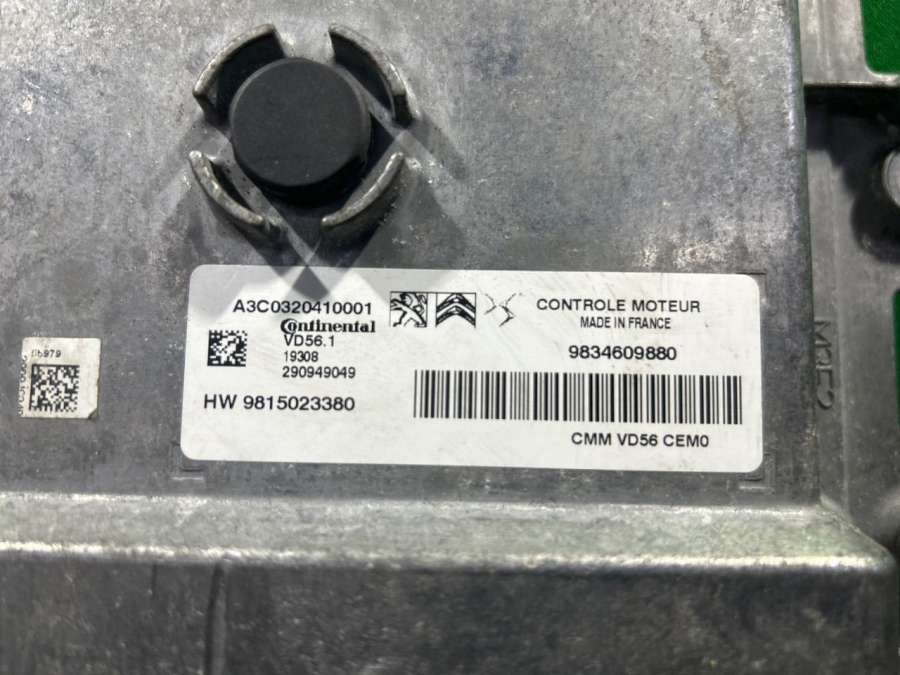 A3C0320410001
Continental
VD56.1
19308
290949049
HW 9815023380
CONTROLE MOTEUR
MADE IN FRANCE
9834609880
CMM VD56 CEM0